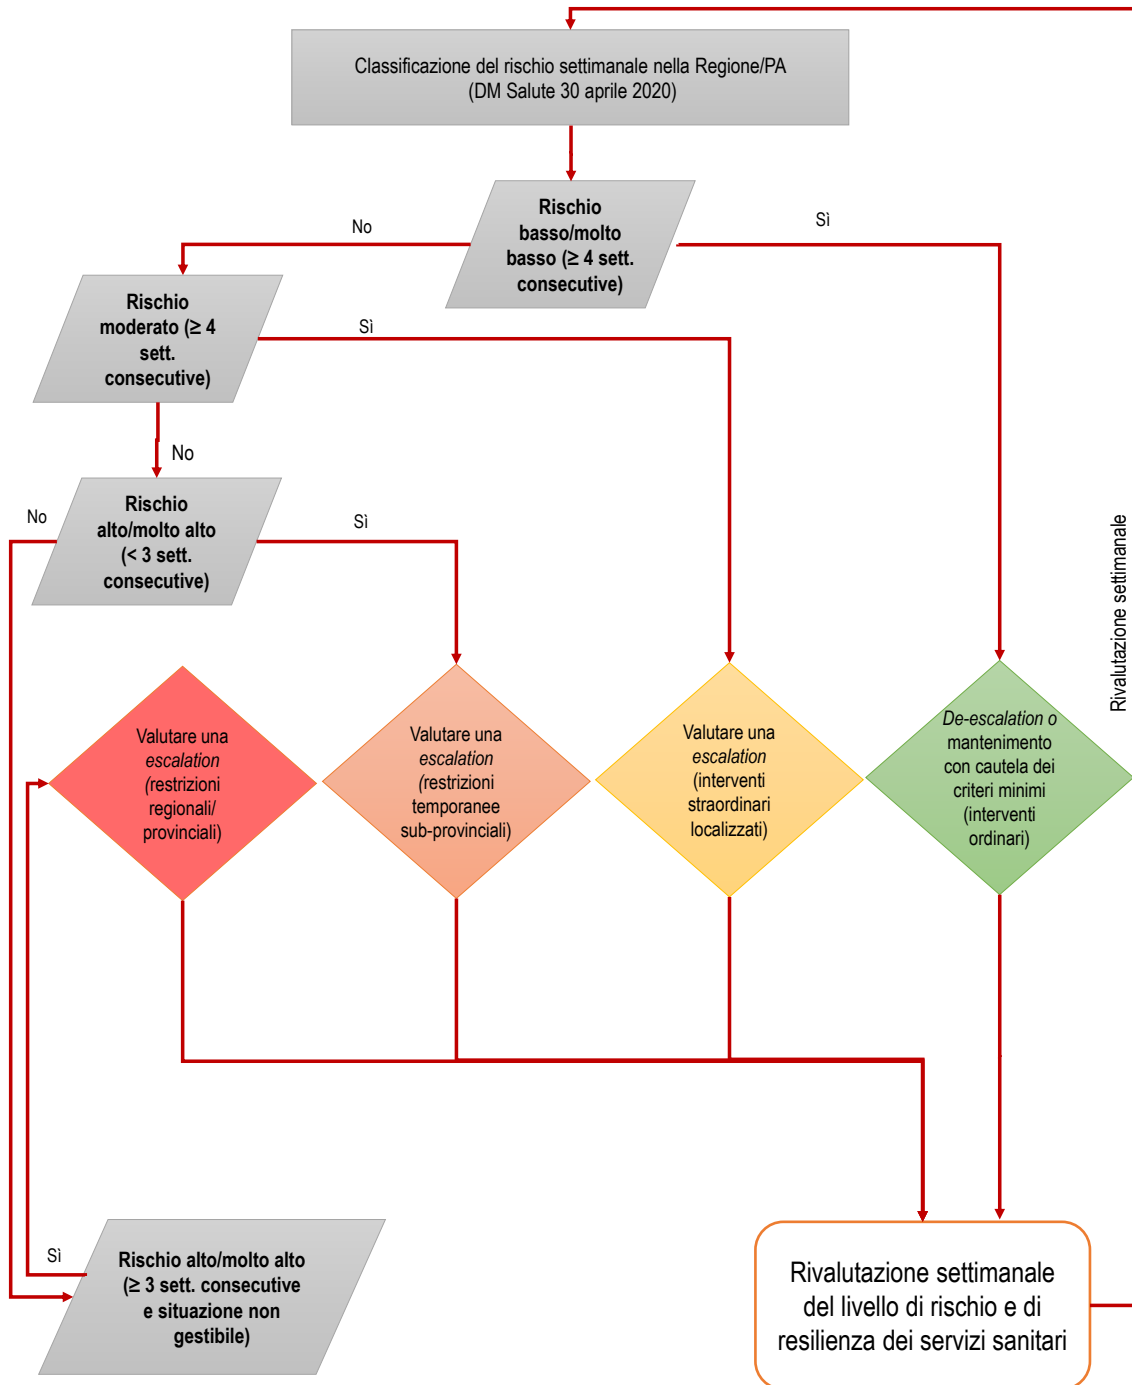 Classificazione del rischio settimanale nella Regione/PA
(DM Salute 30 aprile 2020)
Rischio
basso/molto
basso (≥ 4 sett.
consecutive)
No
Sì
Rischio
moderato (≥ 4
sett.
consecutive)
Sì
No
Rischio
alto/molto alto
(< 3 sett.
consecutive)
No
Sì
Rivalutazione settimanale
Valutare una
escalation
(restrizioni
regionali/
provinciali)
Valutare una
escalation
(restrizioni
temporanee
sub-provinciali)
Valutare una
escalation
(interventi
straordinari
localizzati)
De-escalation o
mantenimento
con cautela dei
criteri minimi
(interventi
ordinari)
Sì
Rischio alto/molto alto
(≥ 3 sett. consecutive
e situazione non
gestibile)
Rivalutazione settimanale
del livello di rischio e di
resilienza dei servizi sanitari